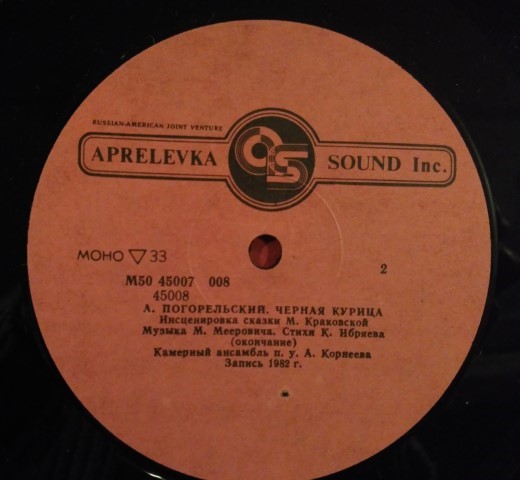 RUSSIAN-AMERICAN JOINT VENTURE
APRELEVKA SOUND Inc.
МОНО 33
2
М50 45007 008
45008
А. ПОГОРЕЛЬСКИЙ. ЧЕРНАЯ КУРИЦА
Инсценировка сказки М. Краковской
Музыка М. Мееровича. Стихи К. Ибряева
(окончание)
Камерный ансамбль п. у. А. Корнеева
Запись 1982 г.